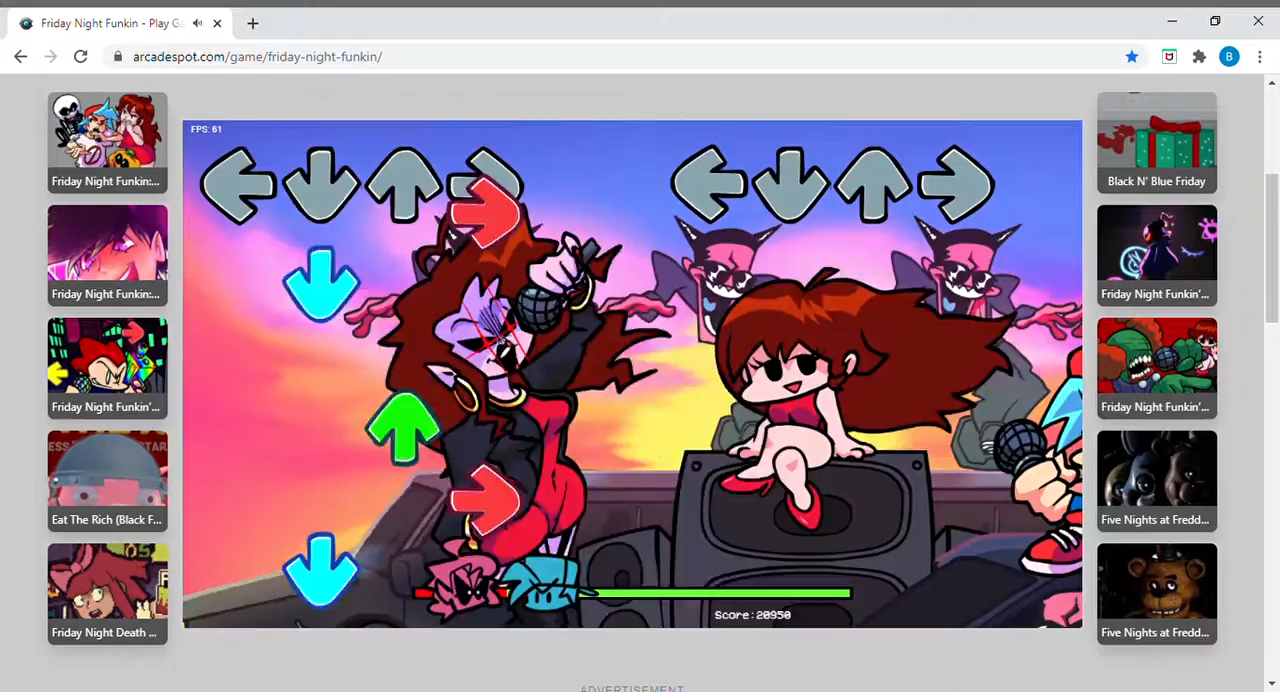 Friday Night Funkin - Play Ga
arcadespot.com/game/friday-night-funkin/
B
FPS: 61
Friday Night Funkin:...
Friday Night Funkin:...
Friday Night Funkin'...
Eat The Rich (Black F...
Friday Night Death ...
Black N' Blue Friday
Friday Night Funkin'...
Friday Night Funkin'...
Five Nights at Fredd...
Five Nights at Fredd...
Score:20950
ADVERTISEMENT